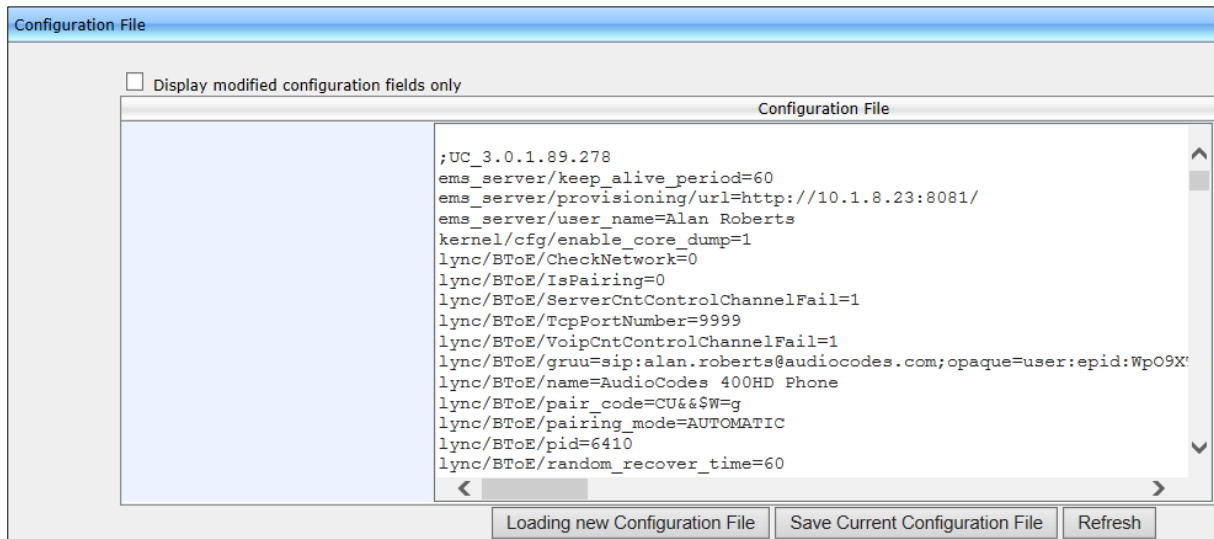 Configuration File
Display modified configuration fields only
Configuration File
;UC_3.0.1.89.278
ems_server/keep_alive_period=60
ems_server/provisioning/url=http://10.1.8.23:8081/
ems_server/user_name=Alan Roberts
kernel/cfg/enable_core_dump=1
lync/BToE/CheckNetwork=0
lync/BToE/IsPairing=0
lync/BToE/ServerCntControlChannelFail=1
lync/BToE/TcpPortNumber=9999
lync/BToE/VoipCntControlChannelFail=1
lync/BToE/gruu=sip:alan.roberts@audiocodes.com;opaque=user:epid:WpO9X
lync/BToE/name=AudioCodes 400HD Phone
lync/BToE/pair_code=CU&&$W=g
lync/BToE/pairing_mode=AUTOMATIC
lync/BToE/pid=6410
lync/BToE/random_recover_time=60
Loading new Configuration File Save Current Configuration File Refresh